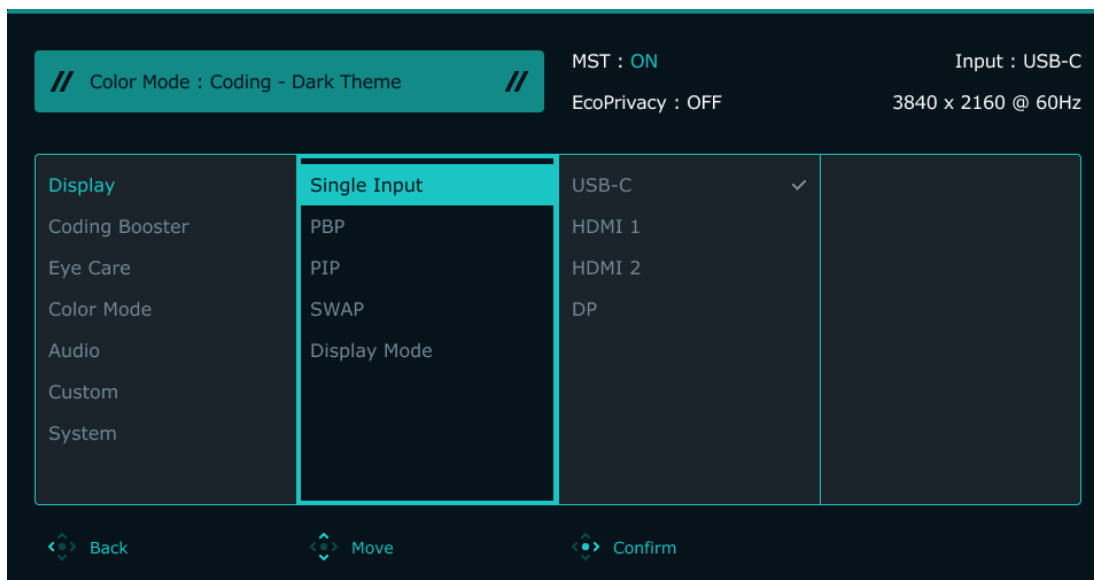 Color Mode : Coding - Dark Theme
MST : ON
Input : USB-C
EcoPrivacy : OFF
3840 x 2160 @ 60Hz
Display
Coding Booster
Eye Care
Color Mode
Audio
Custom
System
Single Input
PBP
PIP
SWAP
Display Mode
USB-C
HDMI 1
HDMI 2
DP
Back
Move
Confirm